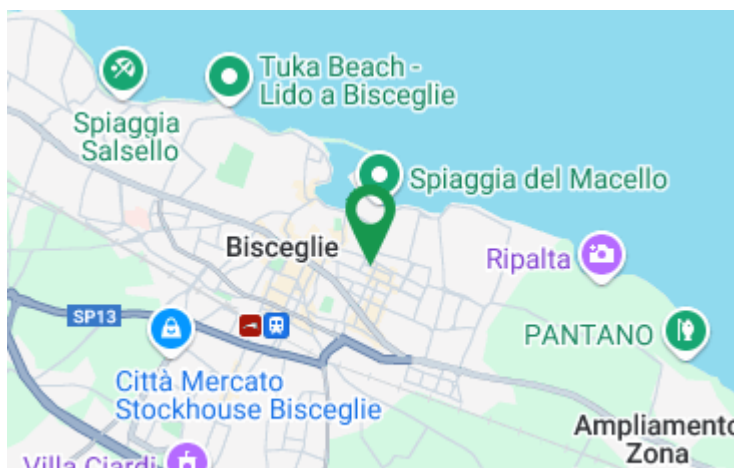 Tuka Beach -
Lido a Bisceglie
Spiaggia
Salsello
Spiaggia del Macello
Bisceglie
Ripalta
SP13
PANTANO
Città Mercato
Stockhouse Bisceglie
Ampliamento
Zona
Villa Ciardi